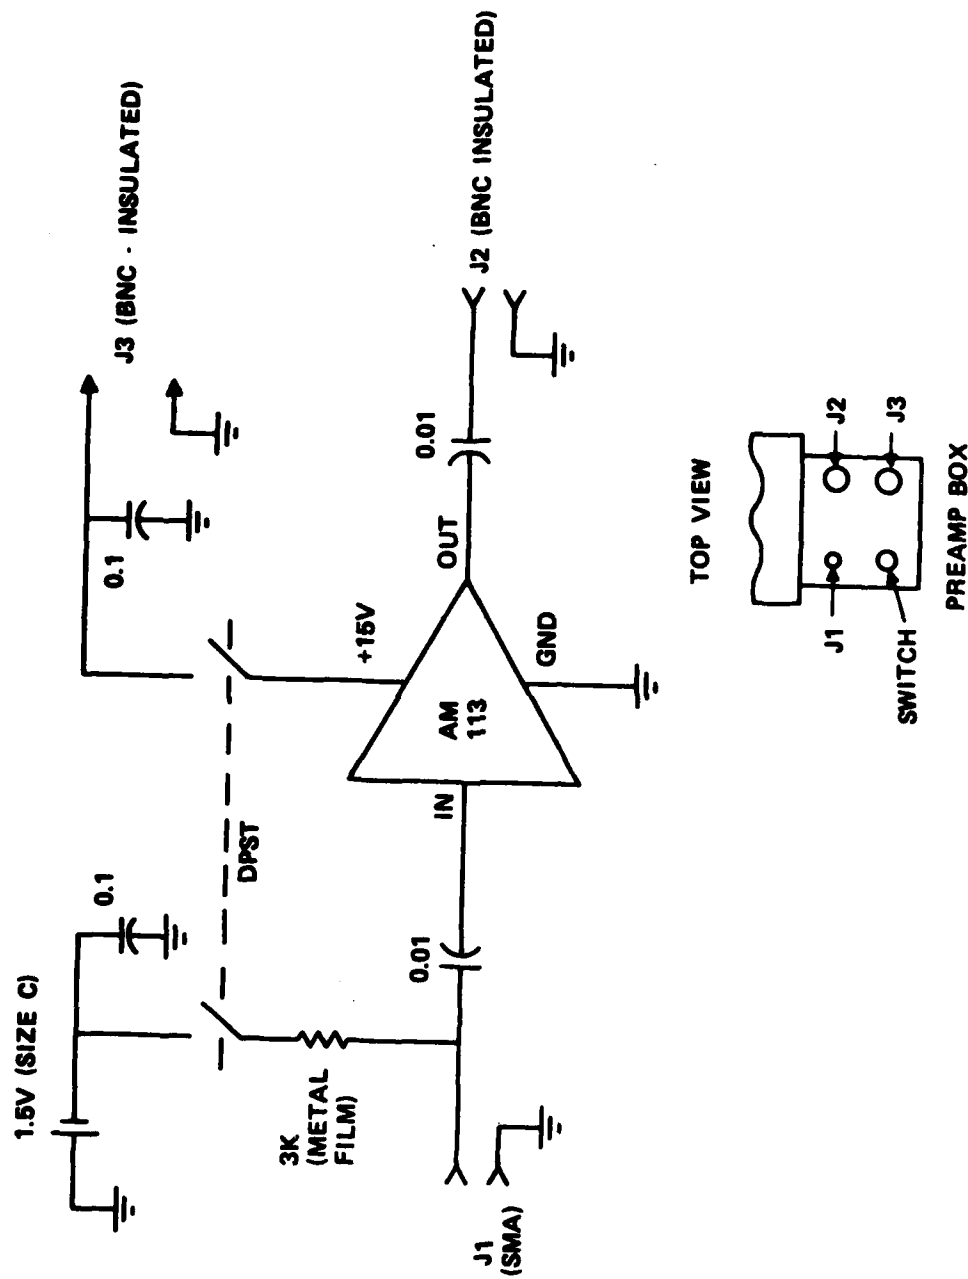 1.5V (SIZE C)
0.1
0.1
J3 (BNC - INSULATED)
DPST
3K
(METAL
FILM)
+15V
0.01
IN
AM
113
OUT
0.01
J2 (BNC INSULATED)
GND
J1
(SMA)
TOP VIEW
J1
J2
SWITCH
J3
PREAMP BOX